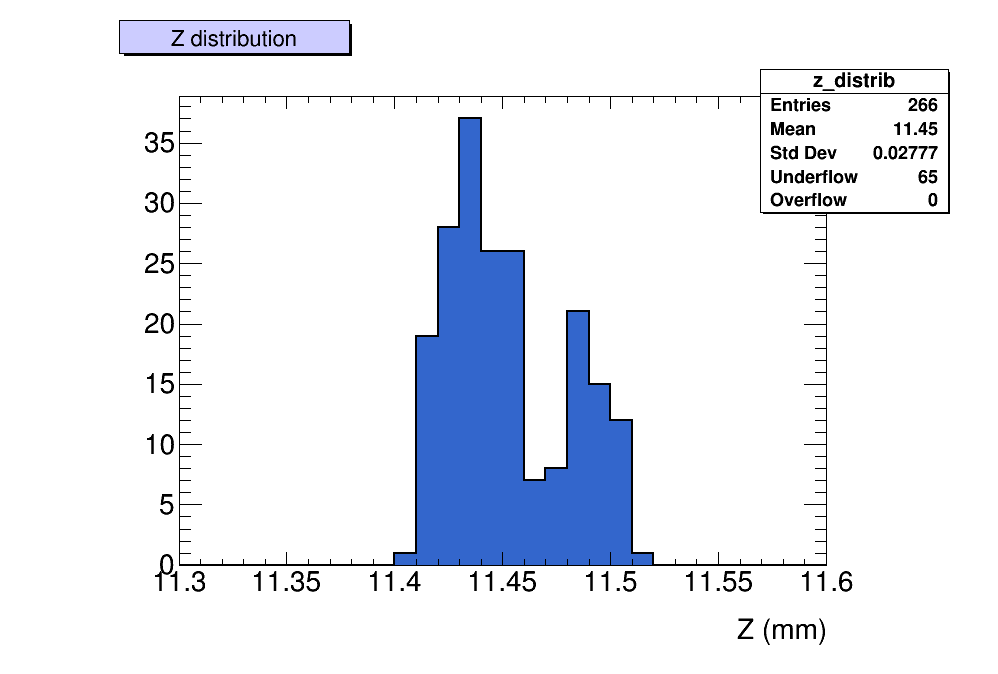 Z distribution
z_distrib
Entries 266
Mean 11.45
Std Dev 0.02777
Underflow 65
Overflow 0
35
30
25
20
15
10
5
0
11.3 11.35 11.4 11.45 11.5 11.55 11.6
Z (mm)